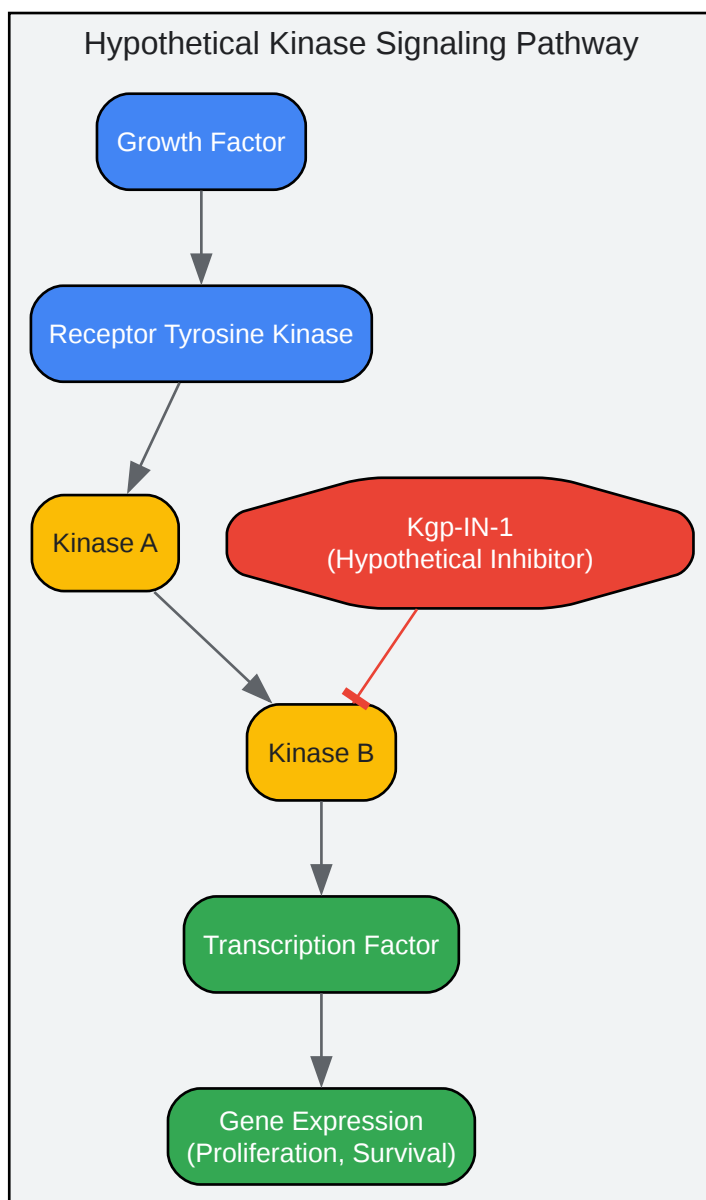 Hypothetical Kinase Signaling Pathway
Growth Factor
Receptor Tyrosine Kinase
Kinase A
Kgp-IN-1
(Hypothetical Inhibitor)
Kinase B
Transcription Factor
Gene Expression
(Proliferation, Survival)